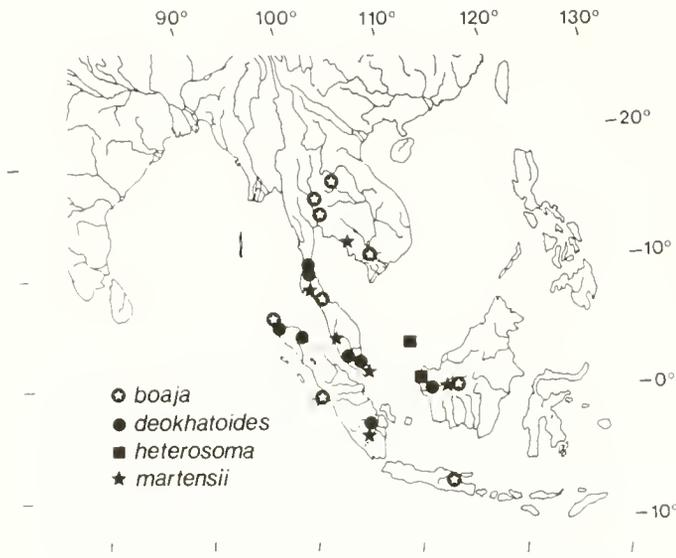 90° 100° 110° 120° 130°
—20°
—10°
—0°
—10°
boaja
deokhatoides
heterosoma
martensii